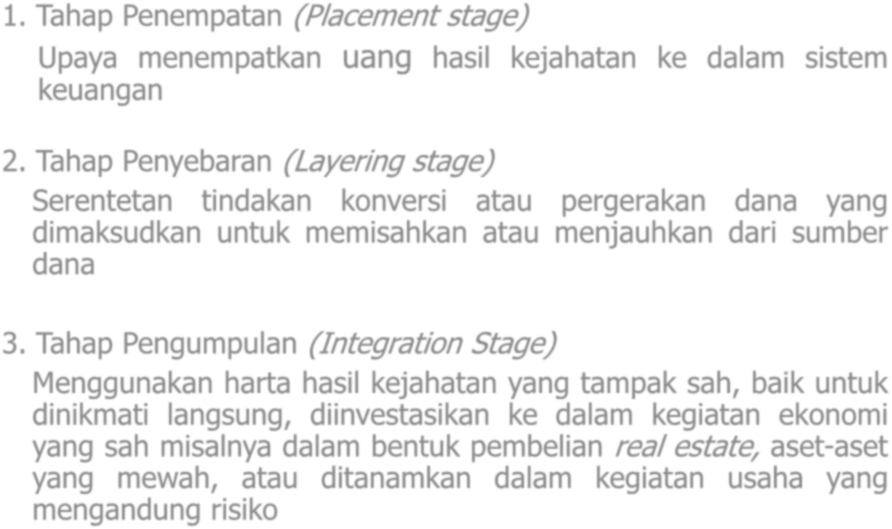 1. Tahap Penempatan (Placement stage)
Upaya menempatkan uang hasil kejahatan ke dalam sistem
keuangan
2. Tahap Penyebaran (Layering stage)
Serentetan tindakan konversi atau pergerakan dana yang
dimaksudkan untuk memisahkan atau menjauhkan dari sumber
dana
3. Tahap Pengumpulan (Integration Stage)
Menggunakan harta hasil kejahatan yang tampak sah, baik untuk
dinikmati langsung, diinvestasikan ke dalam kegiatan ekonomi
yang sah misalnya dalam bentuk pembelian real estate, aset-aset
yang mewah, atau ditanamkan dalam kegiatan usaha yang
mengandung risiko